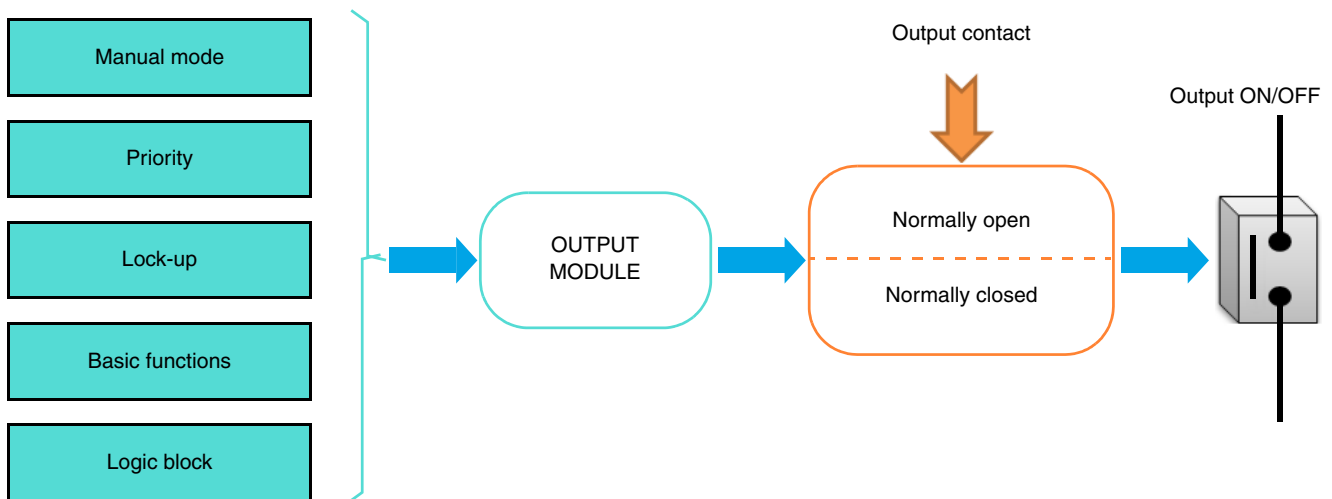 Manual mode
Priority
Lock-up
Basic functions
Logic block
OUTPUT
MODULE
Output contact
Normally open
Normally closed
Output ON/OFF